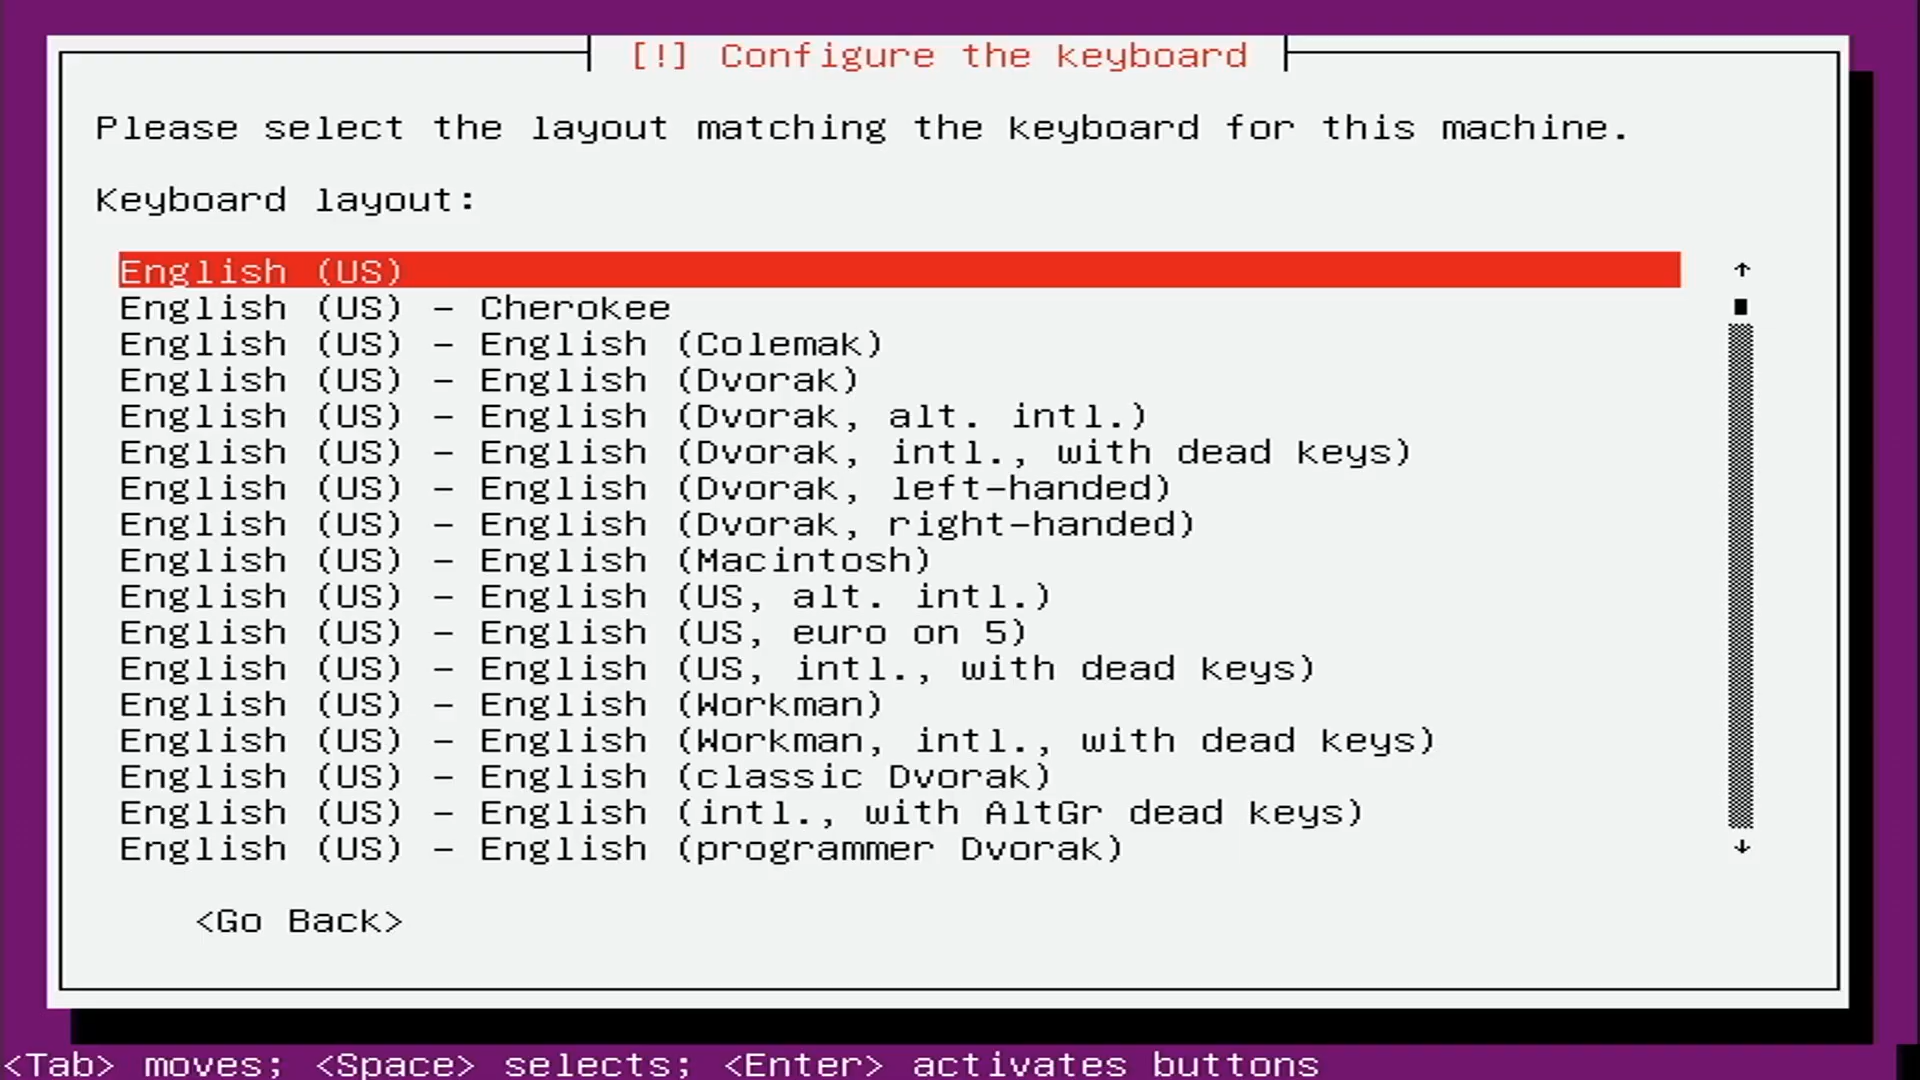 [!] Configure the keyboard
Please select the layout matching the keyboard for this machine.
Keyboard layout:
English (US)
English (US) - Cherokee
English (US) - English (Colemak)
English (US) - English (Dvorak)
English (US) - English (Dvorak, alt. intl.)
English (US) - English (Dvorak, intl., with dead keys)
English (US) - English (Dvorak, left-handed)
English (US) - English (Dvorak, right-handed)
English (US) - English (Macintosh)
English (US) - English (US, alt. intl.)
English (US) - English (US, euro on 5)
English (US) - English (US, intl., with dead keys)
English (US) - English (Workman)
English (US) - English (Workman, intl., with dead keys)
English (US) - English (classic Dvorak)
English (US) - English (intl., with AltGr dead keys)
English (US) - English (programmer Dvorak)
<Go Back>
<Tab> moves; <Space> selects; <Enter> activates buttons